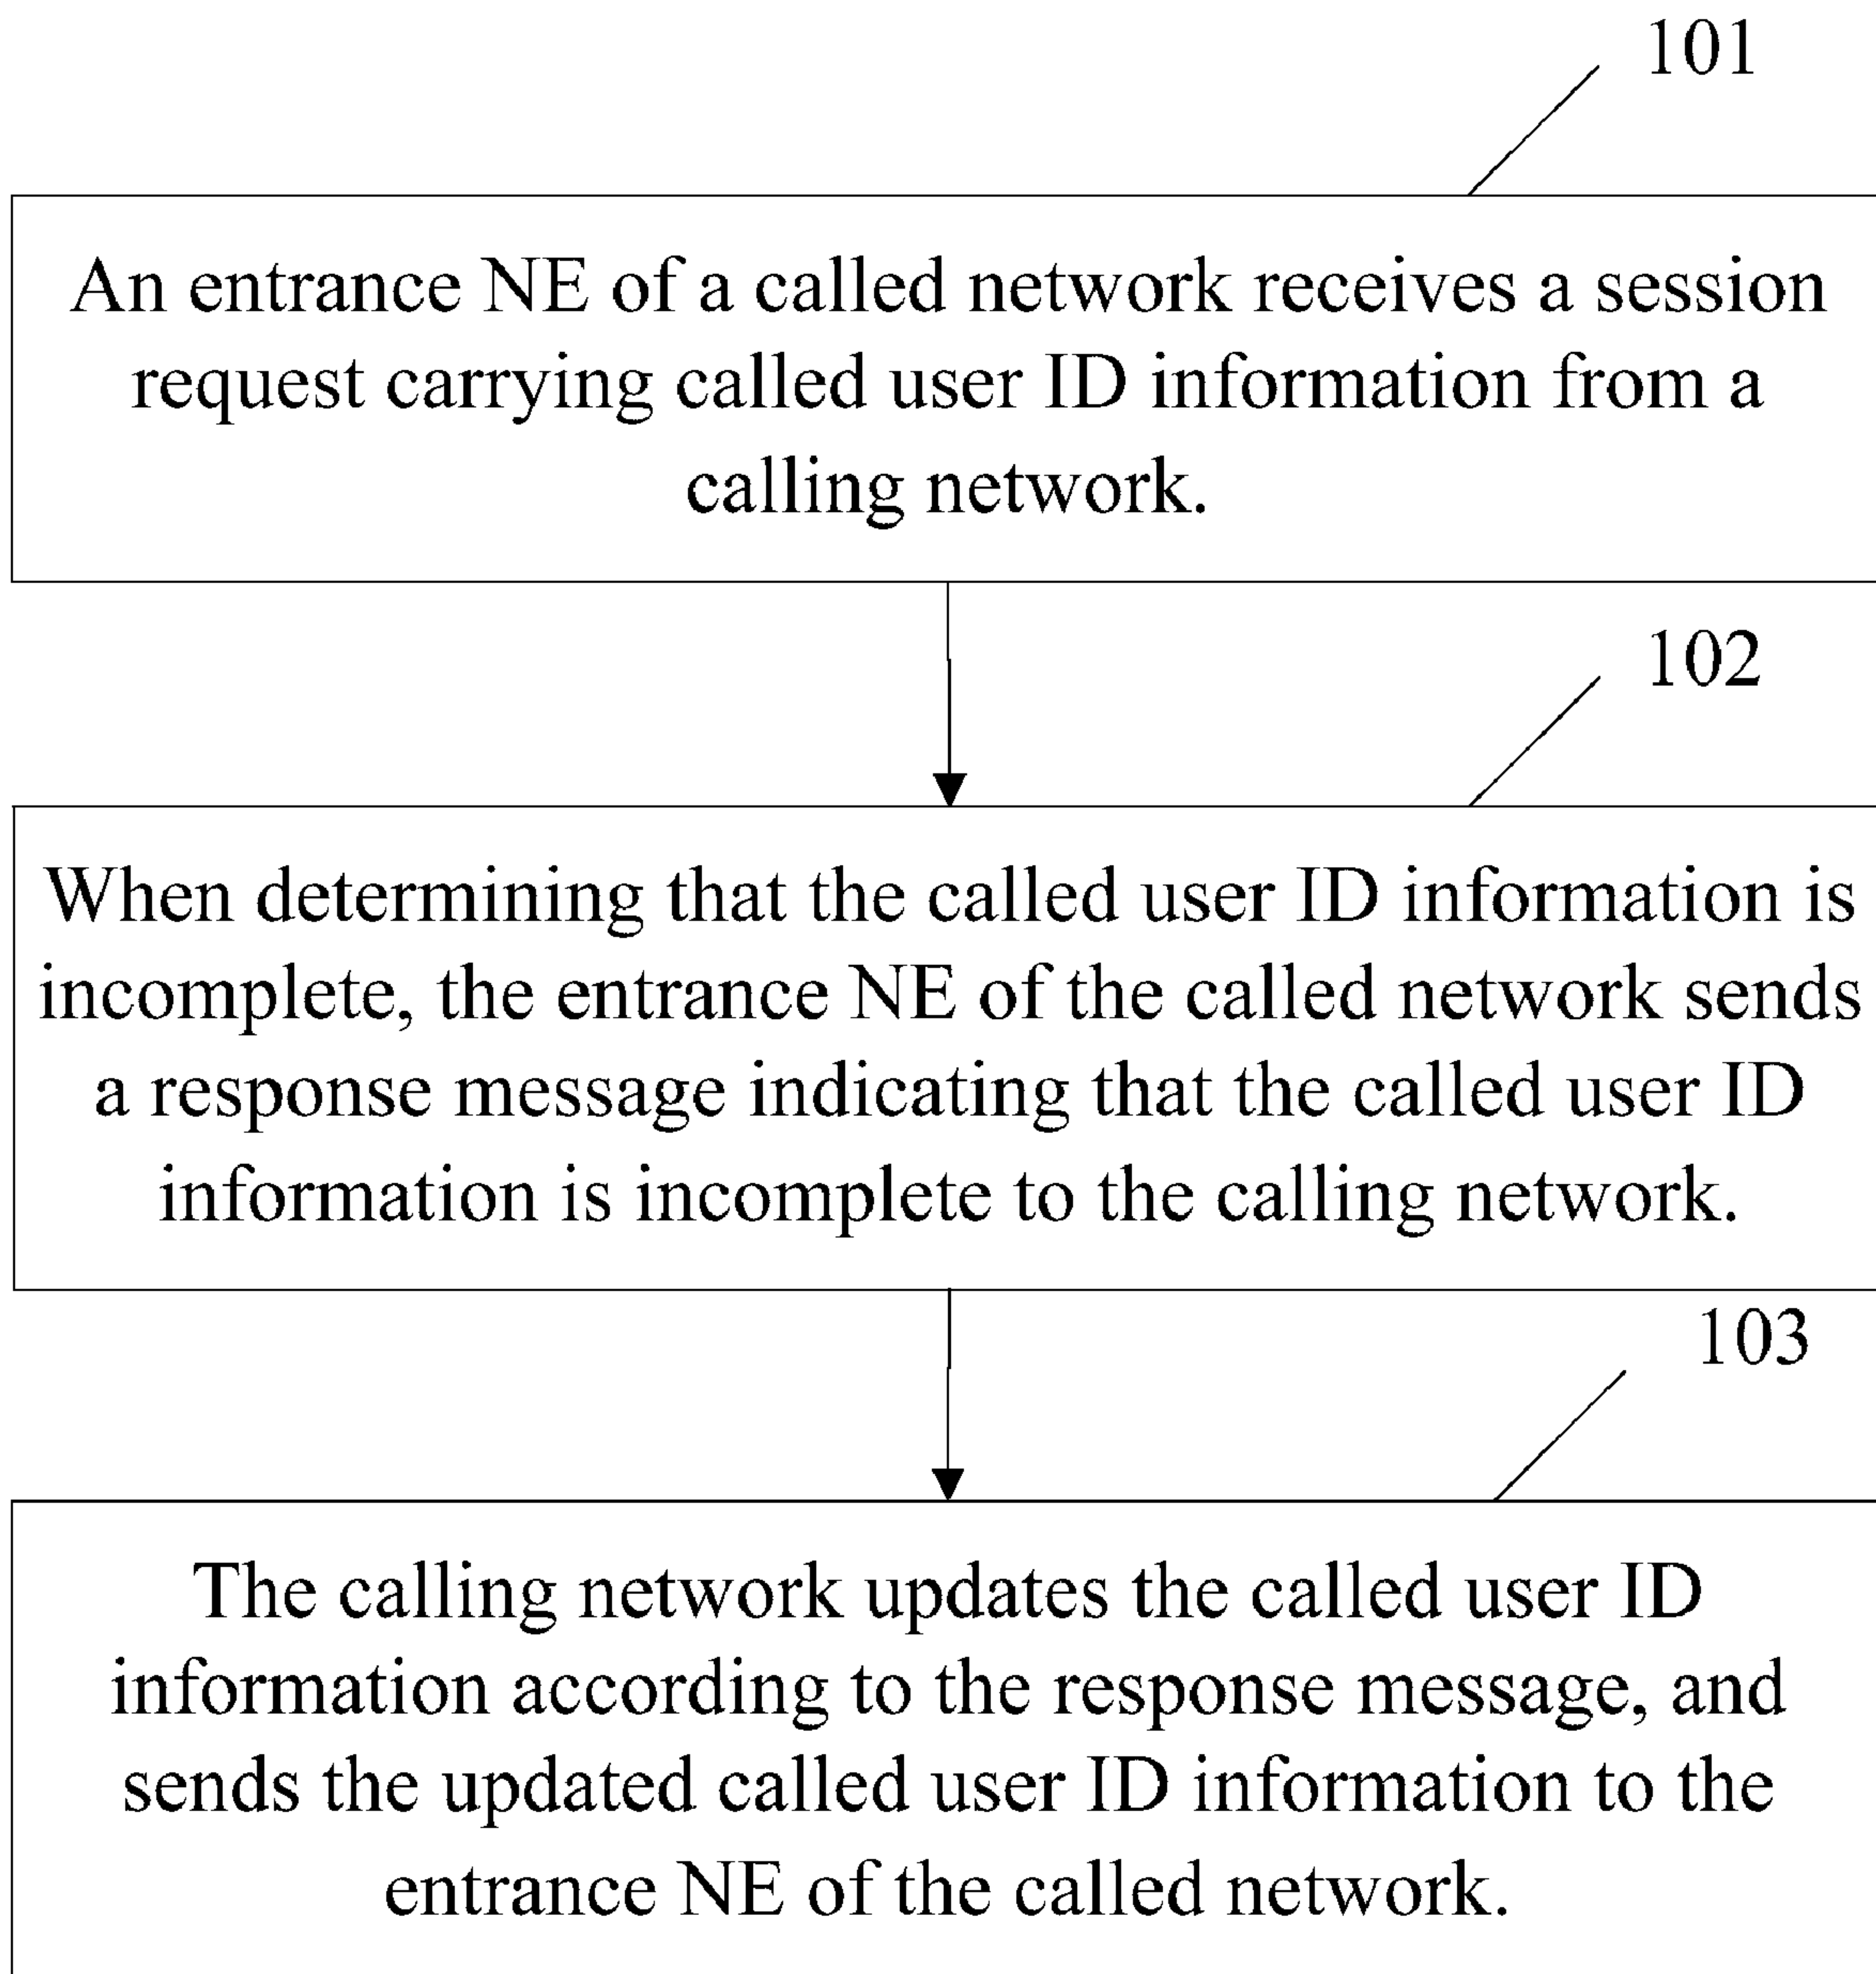 101
An entrance NE of a called network receives a session
request carrying called user ID information from a
calling network.
102
When determining that the called user ID information is
incomplete, the entrance NE of the called network sends
a response message indicating that the called user ID
information is incomplete to the calling network.
103
The calling network updates the called user ID
information according to the response message, and
sends the updated called user ID information to the
entrance NE of the called network.